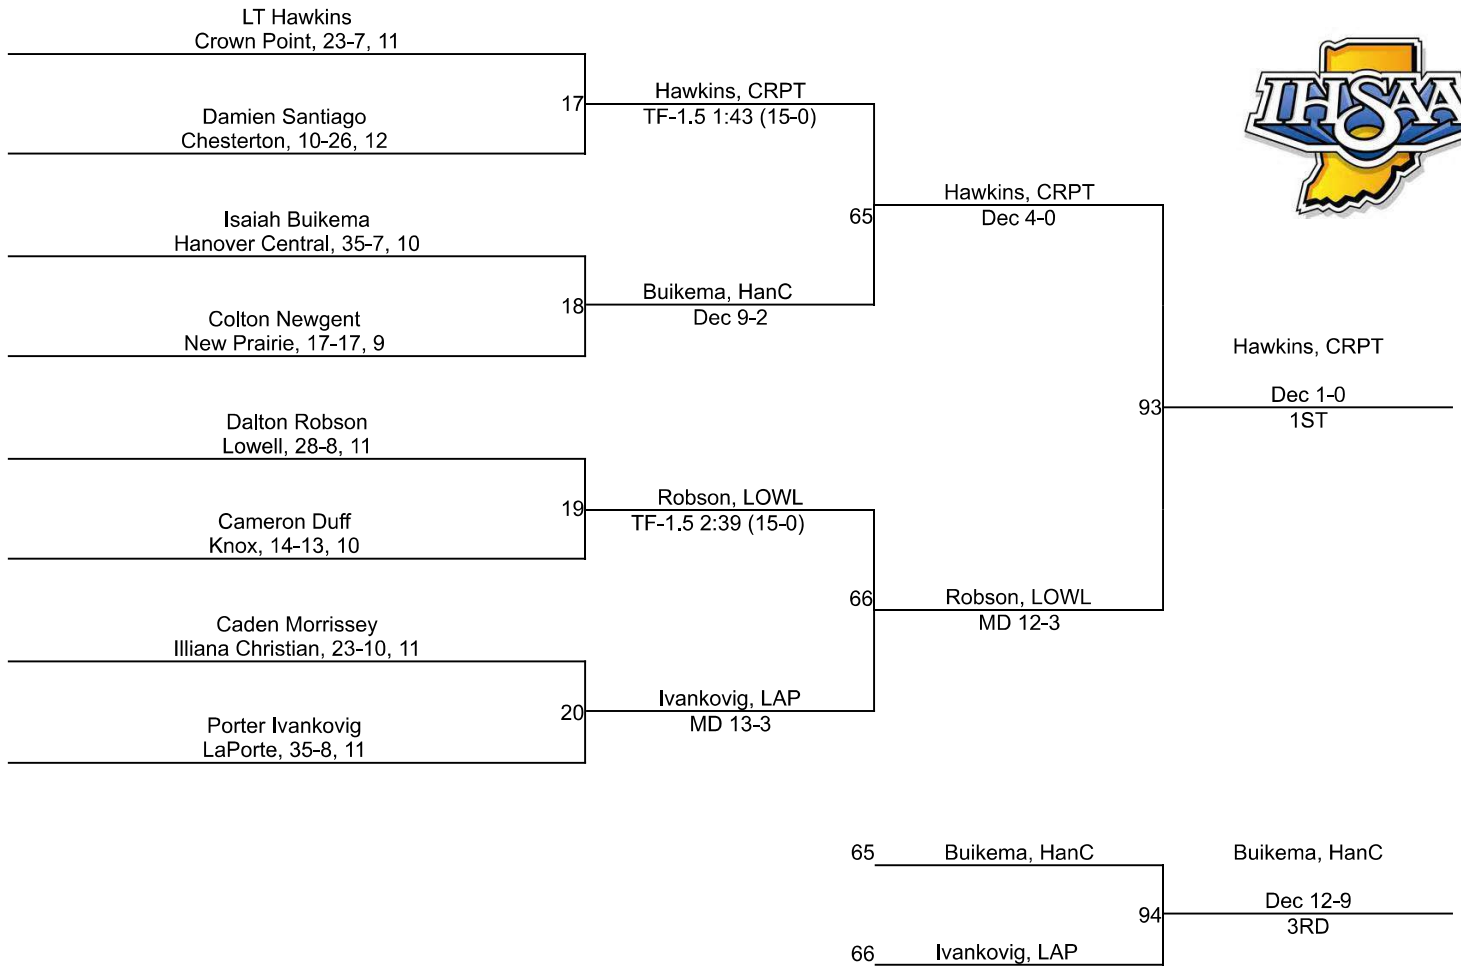 LT Hawkins
Crown Point, 23-7, 11
Damien Santiago
Chesterton, 10-26, 12
Isaiah Buikema
Hanover Central, 35-7, 10
Colton Newgent
New Prairie, 17-17, 9
Dalton Robson
Lowell, 28-8, 11
Cameron Duff
Knox, 14-13, 10
Caden Morrissey
Illiana Christian, 23-10, 11
Porter Ivankovig
LaPorte, 35-8, 11
17
Hawkins, CRPT
TF-1.5 1:43 (15-0)
18
Buikema, HanC
Dec 9-2
19
Robson, LOWL
TF-1.5 2:39 (15-0)
20
Ivankovig, LAP
MD 13-3
65
Hawkins, CRPT
Dec 4-0
66
Robson, LOWL
MD 12-3
93
Hawkins, CRPT
Dec 1-0
1ST
IHSAA
65
Buikema, HanC
66
Ivankovig, LAP
94
Buikema, HanC
Dec 12-9
3RD